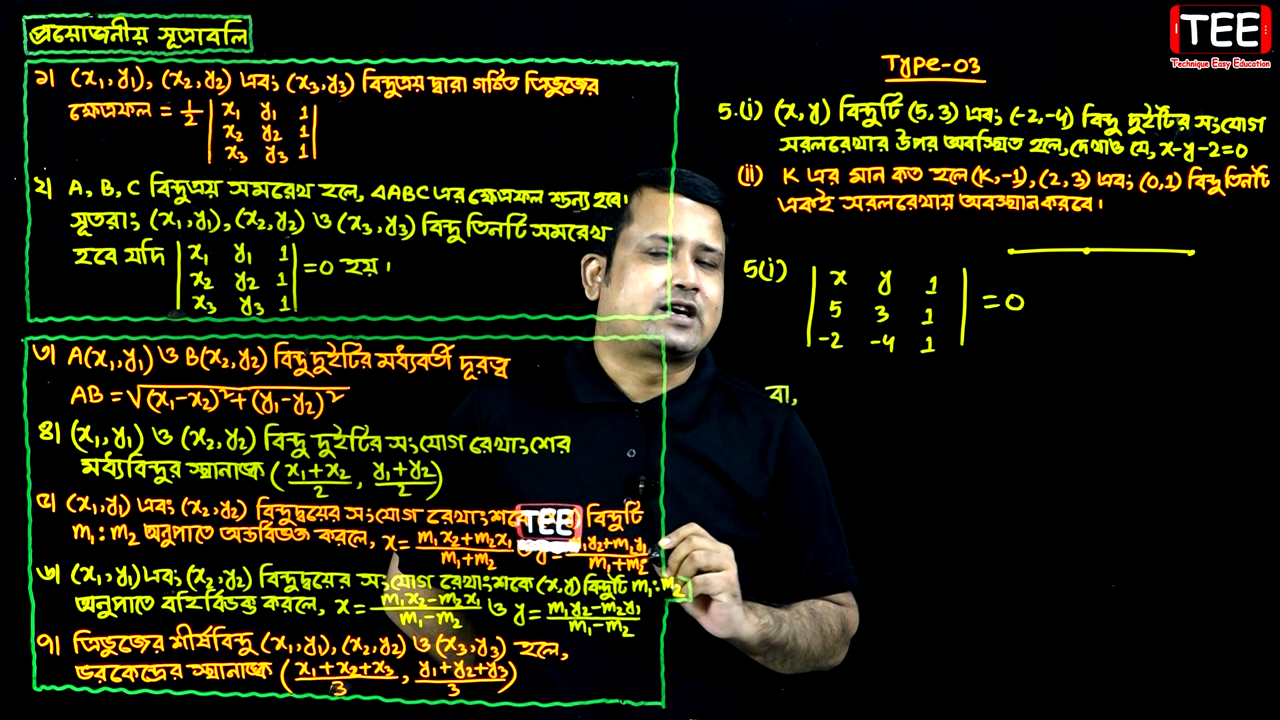 প্রয়োজনীয় সূত্রাবলি
TEE
Technique Easy Education
১। (x₁, y₁), (x₂, y₂) এবং (x₃, y₃) বিন্দুত্রয় দ্বারা গঠিত ত্রিভুজের
ক্ষেত্রফল = 1/2 | x₁ y₁ 1 |
| x₂ y₂ 1 |
| x₃ y₃ 1 |
২। A, B, C বিন্দুত্রয় সমরেখ হলে, ΔABC এর ক্ষেত্রফল শূন্য হবে।
সুতরাং (x₁, y₁), (x₂, y₂) ও (x₃, y₃) বিন্দু তিনটি সমরেখ
হবে যদি | x₁ y₁ 1 |
| x₂ y₂ 1 | = 0 হয়।
| x₃ y₃ 1 |
৩। A(x₁, y₁) ও B(x₂, y₂) বিন্দু দুইটির মধ্যবর্তী দূরত্ব
AB = √(x₁-x₂)²+(y₁-y₂)²
৪। (x₁, y₁) ও (x₂, y₂) বিন্দু দুইটির সংযোগ রেখাংশের
মধ্যবিন্দুর স্থানাঙ্ক ((x₁+x₂)/2, (y₁+y₂)/2)
৫। (x₁, y₁) এবং (x₂, y₂) বিন্দুদ্বয়ের সংযোগ রেখাংশকে বিন্দুটি
TEE
m₁ : m₂ অনুপাতে অন্তর্বিভক্ত করলে, x = (m₁x₂+m₂x₁)/(m₁+m₂)
৬। (x₁, y₁) এবং (x₂, y₂) বিন্দুদ্বয়ের সংযোগ রেখাংশকে (x, y) বিন্দুটি m₁ : m₂
অনুপাতে বহির্বিভক্ত করলে, x = (m₁x₂-m₂x₁)/(m₁-m₂) ও y = (m₁y₂-m₂y₁)/(m₁-m₂)
৭। ত্রিভুজের শীর্ষবিন্দু (x₁, y₁), (x₂, y₂) ও (x₃, y₃) হলে,
ভরকেন্দ্রের স্থানাঙ্ক ((x₁+x₂+x₃)/3, (y₁+y₂+y₃)/3)
Type-03
5.(i) (x, y) বিন্দুটি (5, 3) এবং (-2, -4) বিন্দু দুইটির সংযোগ
সরলরেখার উপর অবস্থিত হলে, দেখাও যে, x-y-2=0
(ii) K এর মান কত হলে (K, -1), (2, 3) এবং (0, 1) বিন্দু তিনটি
একই সরলরেখায় অবস্থান করবে।
5(i) | x y 1 |
| 5 3 1 | = 0
| -2 -4 1 |
বা,